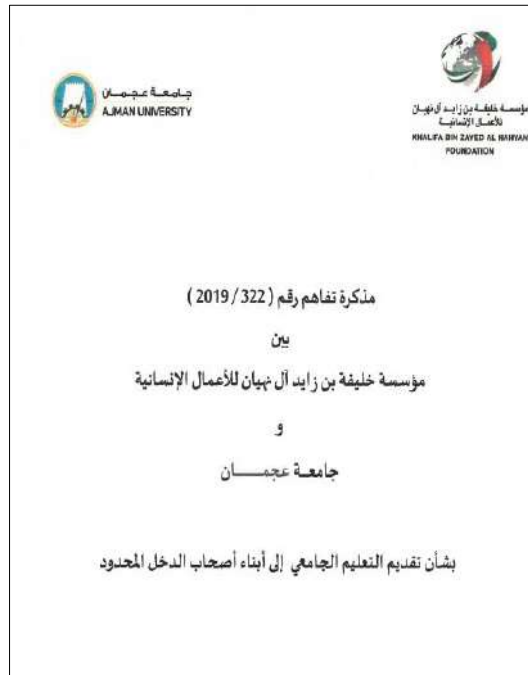 جامعة عجمان
AJMAN UNIVERSITY
مؤسسة خليفة بن زايد آل نهيان
للأعمال الإنسانية
KHALIFA BIN ZAYED AL NAHYAN
FOUNDATION
مذكرة تفاهم رقم ( 322 / 2019 )
بين
مؤسسة خليفة بن زايد آل نهيان للأعمال الإنسانية
و
جامعة عجمــــان
بشأن تقديم التعليم الجامعي إلى أبناء أصحاب الدخل المحدود